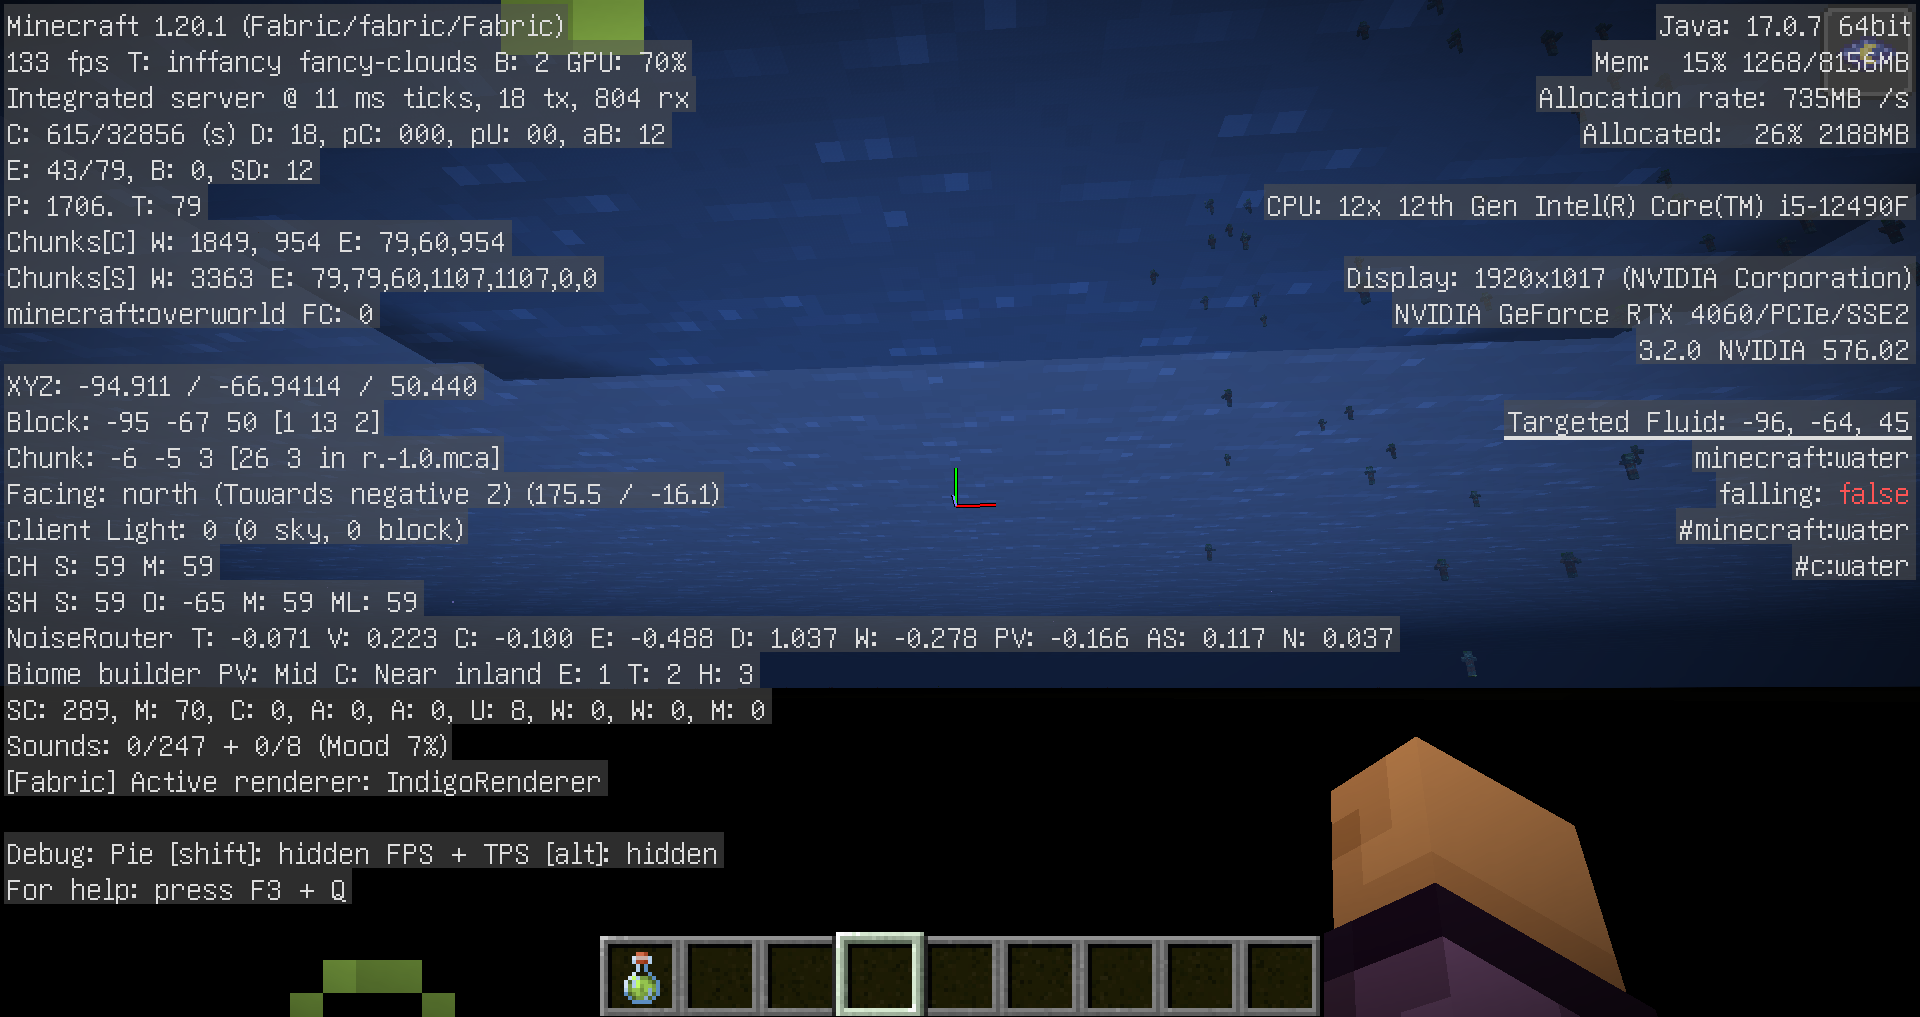 Minecraft 1.20.1 (Fabric/fabric/Fabric)
133 fps T: inffancy fancy-clouds B: 2 GPU: 70%
Integrated server @ 11 ms ticks, 18 tx, 804 rx
C: 615/32856 (s) D: 18, pC: 000, pU: 00, aB: 12
E: 43/79, B: 0, SD: 12
P: 1706. T: 79
Chunks[C] W: 1849, 954 E: 79,60,954
Chunks[S] W: 3363 E: 79,79,60,1107,1107,0,0
minecraft:overworld FC: 0
XYZ: -94.911 / -66.94114 / 50.440
Block: -95 -67 50 [1 13 2]
Chunk: -6 -5 3 [26 3 in r.-1.0.mca]
Facing: north (Towards negative Z) (175.5 / -16.1)
Client Light: 0 (0 sky, 0 block)
CH S: 59 M: 59
SH S: 59 O: -65 M: 59 ML: 59
NoiseRouter T: -0.071 V: 0.223 C: -0.100 E: -0.488 D: 1.037 W: -0.278 PV: -0.166 AS: 0.117 N: 0.037
Biome builder PV: Mid C: Near inland E: 1 T: 2 H: 3
SC: 289, M: 70, C: 0, A: 0, A: 0, U: 8, W: 0, W: 0, M: 0
Sounds: 0/247 + 0/8 (Mood 7%)
[Fabric] Active renderer: IndigoRenderer
Debug: Pie [shift]: hidden FPS + TPS [alt]: hidden
For help: press F3 + Q
Java: 17.0.7 64bit
Mem: 15% 1268/8156MB
Allocation rate: 735MB /s
Allocated: 26% 2188MB
CPU: 12x 12th Gen Intel(R) Core(TM) i5-12490F
Display: 1920x1017 (NVIDIA Corporation)
NVIDIA GeForce RTX 4060/PCIe/SSE2
3.2.0 NVIDIA 576.02
Targeted Fluid: -96, -64, 45
minecraft:water
falling: false
#minecraft:water
#c:water